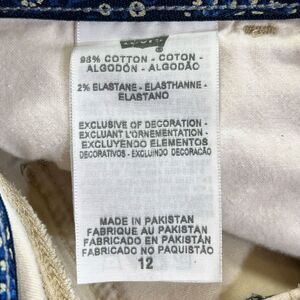 98% COTTON - COTON -
ALGODÓN - ALGODÃO
2% ELASTANE - ELASTHANNE -
ELASTANO
EXCLUSIVE OF DECORATION -
EXCLUANT L'ORNEMENTATION -
EXCLUYENDO ELEMENTOS
DECORATIVOS - EXCLUINDO DECORAÇÃO
MADE IN PAKISTAN
FABRIQUE AU PAKISTAN
FABRICADO EN PAKISTAN
FABRICADO NO PAQUISTÃO
12